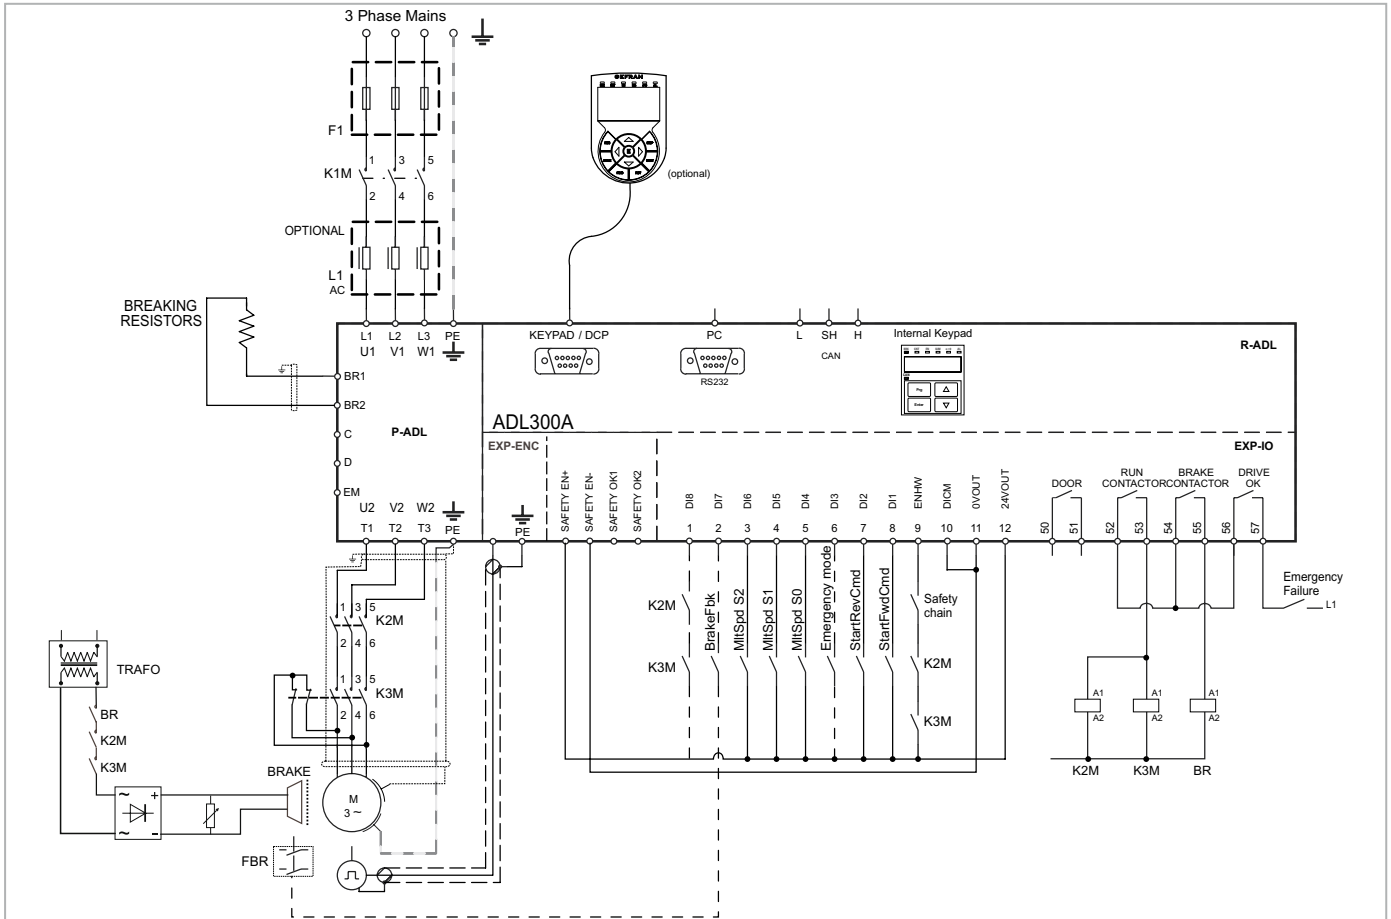 3 Phase Mains
GEFRAN
F1
1 3 5
K1M
2 4 6
(optional)
OPTIONAL
L1
AC
BREAKING
RESISTORS
L1 L2 L3 PE
U1 V1 W1
KEYPAD / DCP
PC
RS232
L SH H
CAN
Internal Keypad
Prg
Enter
R-ADL
BR1
BR2
C
D
EM
P-ADL
ADL300A
EXP-ENC
EXP-IO
U2 V2 W2
T1 T2 T3 PE
PE
SAFETY EN+
SAFETY EN-
SAFETY OK1
SAFETY OK2
DI8
DI7
DI6
DI5
DI4
DI3
DI2
DI1
ENHW
DICM
0VOUT
24VOUT
1 2 3 4 5 6 7 8 9 10 11 12
DOOR
RUN
CONTACTOR
BRAKE
CONTACTOR
DRIVE
OK
50 51 52 53 54 55 56 57
Emergency
Failure
L1
K2M
K3M
BrakeFbk
MltSpd S2
MltSpd S1
MltSpd S0
Emergency mode
StartRevCmd
StartFwdCmd
Safety
chain
K2M
K3M
1 3 5
K2M
2 4 6
1 3 5
K3M
2 4 6
TRAFO
BR
K2M
K3M
~ +
~ -
BRAKE
M
3 ~
FBR
A1 A1 A1
A2 A2 A2
K2M K3M BR